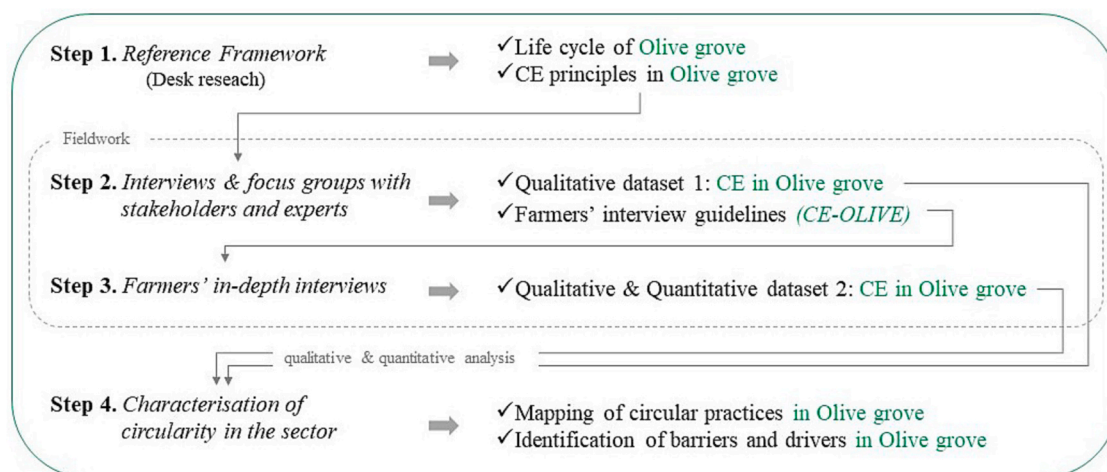 Step 1. Reference Framework
(Desk reseach)
✓Life cycle of Olive grove
✓CE principles in Olive grove
Fieldwork
Step 2. Interviews & focus groups with
stakeholders and experts
✓Qualitative dataset 1: CE in Olive grove
✓Farmers' interview guidelines (CE-OLIVE)
Step 3. Farmers' in-depth interviews
✓Qualitative & Quantitative dataset 2: CE in Olive grove
qualitative & quantitative analysis
Step 4. Characterisation of
circularity in the sector
✓Mapping of circular practices in Olive grove
✓Identification of barriers and drivers in Olive grove